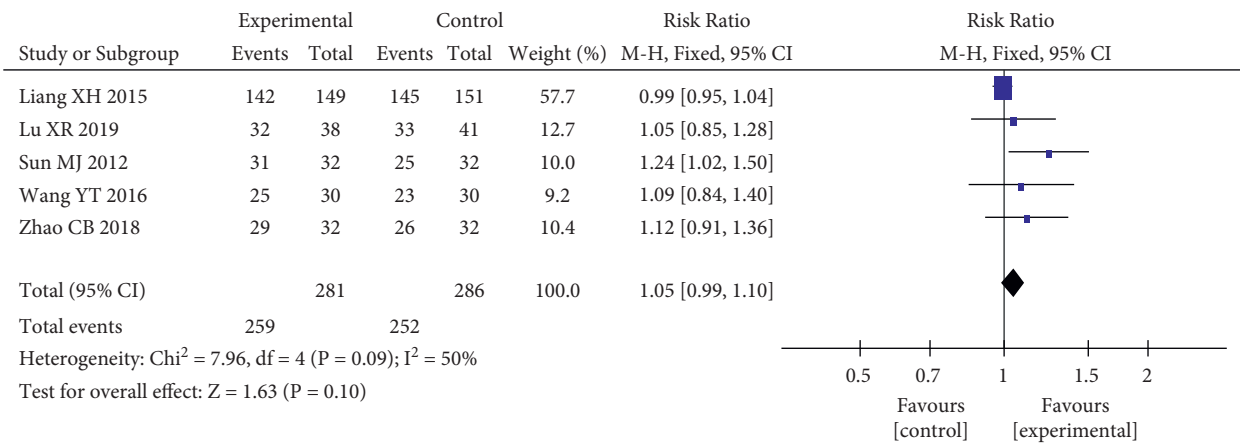 Experimental Control Risk Ratio Risk Ratio
Study or Subgroup Events Total Events Total Weight (%) M-H, Fixed, 95% CI M-H, Fixed, 95% CI
Liang XH 2015 142 149 145 151 57.7 0.99 [0.95, 1.04]
Lu XR 2019 32 38 33 41 12.7 1.05 [0.85, 1.28]
Sun MJ 2012 31 32 25 32 10.0 1.24 [1.02, 1.50]
Wang YT 2016 25 30 23 30 9.2 1.09 [0.84, 1.40]
Zhao CB 2018 29 32 26 32 10.4 1.12 [0.91, 1.36]
Total (95% CI) 281 286 100.0 1.05 [0.99, 1.10]
Total events 259 252
Heterogeneity: Chi² = 7.96, df = 4 (P = 0.09); I² = 50%
Test for overall effect: Z = 1.63 (P = 0.10)
0.5 0.7 1 1.5 2
Favours Favours
[control] [experimental]